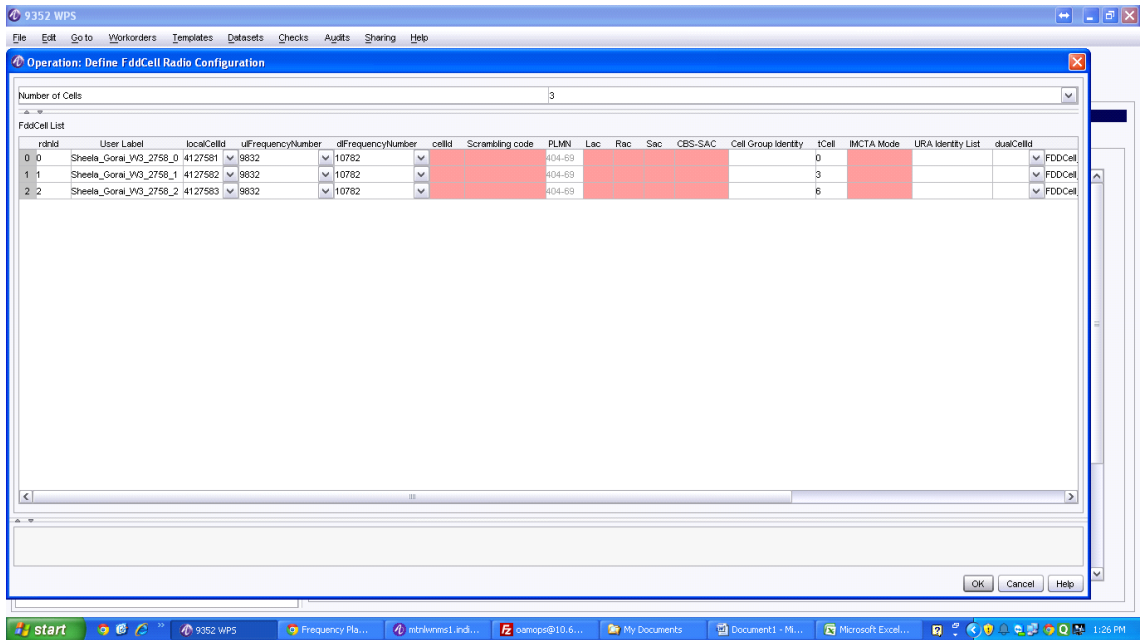 9352 WPS
File Edit Go to Workorders Templates Datasets Checks Audits Sharing Help
Operation: Define FddCell Radio Configuration
Number of Cells 3
FddCell List
rdnId User Label localCellId ulFrequencyNumber dlFrequencyNumber cellId Scrambling code PLMN Lac Rac Sac CBS-SAC Cell Group Identity tCell IMCTA Mode URA Identity List dualCellId
0 0 Sheela_Gorai_W3_2758_0 4127581 9832 10782 404-69 0 FDDCell
1 1 Sheela_Gorai_W3_2758_1 4127582 9832 10782 404-69 3 FDDCell
2 2 Sheela_Gorai_W3_2758_2 4127583 9832 10782 404-69 6 FDDCell
OK Cancel Help
start 9352 WPS Frequency Pla... mtnlwnms1.indi... oamops@10.6... My Documents Document1 - Mi... Microsoft Excel... 1:26 PM